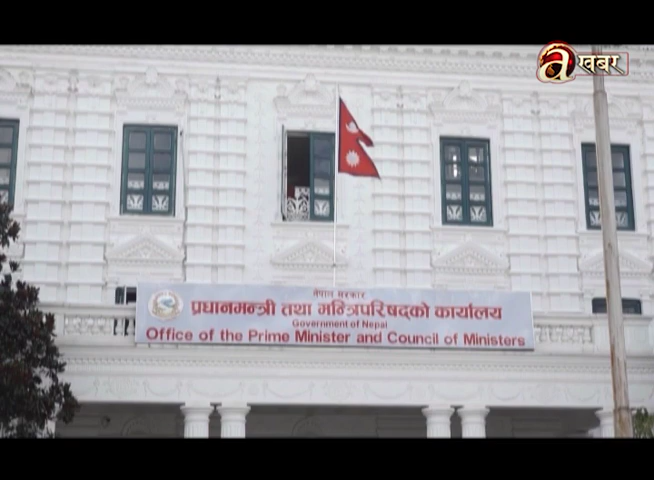 a खबर
नेपाल सरकार
प्रधानमन्त्री तथा मन्त्रिपरिषद्को कार्यालय
Government of Nepal
Office of the Prime Minister and Council of Ministers